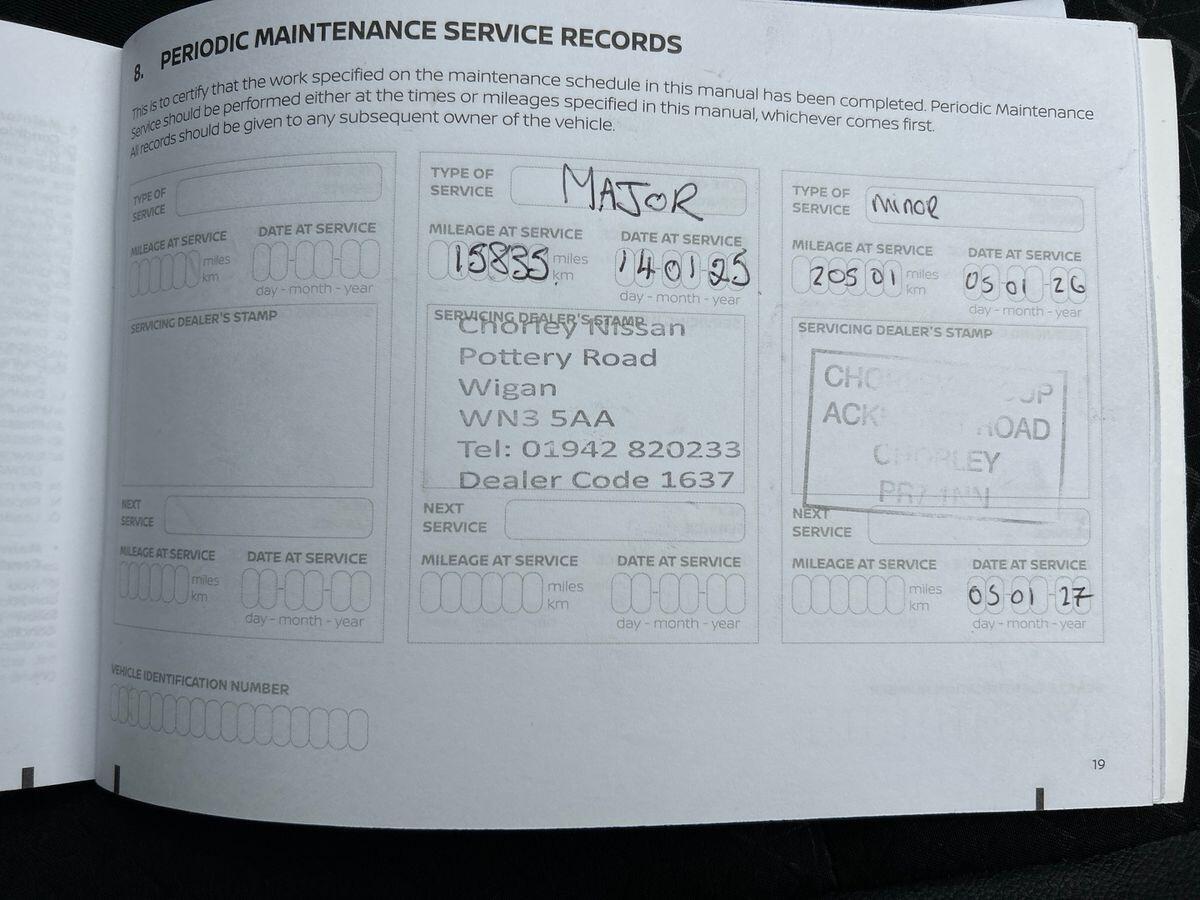 8. PERIODIC MAINTENANCE SERVICE RECORDS
This is to certify that the work specified on the maintenance schedule in this manual has been completed. Periodic Maintenance
Service should be performed either at the times or mileages specified in this manual, whichever comes first.
All records should be given to any subsequent owner of the vehicle.
TYPE OF
SERVICE
MILEAGE AT SERVICE
DATE AT SERVICE
miles
km
day - month - year
SERVICING DEALER'S STAMP
NEXT
SERVICE
MILEAGE AT SERVICE
DATE AT SERVICE
miles
km
day - month - year
TYPE OF
SERVICE
MAJOR
MILEAGE AT SERVICE
DATE AT SERVICE
15835 miles
km
14-01-25
day - month - year
SERVICING DEALER'S STAMP
Chorley Nissan
Pottery Road
Wigan
WN3 5AA
Tel: 01942 820233
Dealer Code 1637
NEXT
SERVICE
MILEAGE AT SERVICE
DATE AT SERVICE
miles
km
day - month - year
TYPE OF
SERVICE
minor
MILEAGE AT SERVICE
DATE AT SERVICE
20501 miles
km
05-01-26
day - month - year
SERVICING DEALER'S STAMP
ROAD
CHORLEY
NEXT
SERVICE
MILEAGE AT SERVICE
DATE AT SERVICE
miles
km
05-01-27
day - month - year
VEHICLE IDENTIFICATION NUMBER
19